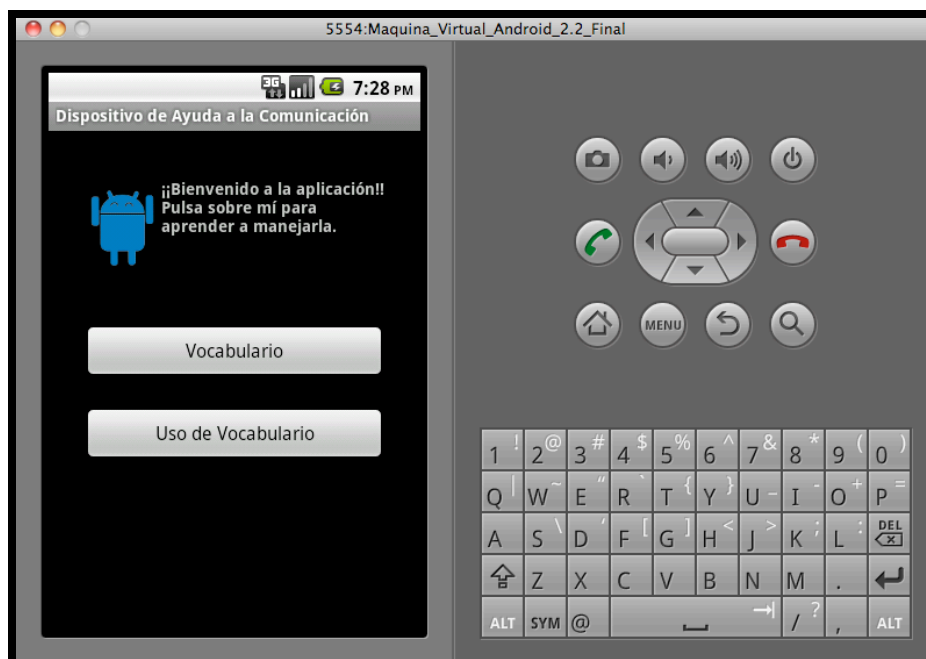 5554:Maquina_Virtual_Android_2.2_Final
3G 7:28 PM
Dispositivo de Ayuda a la Comunicación
¡¡Bienvenido a la aplicación!!
Pulsa sobre mí para
aprender a manejarla.
Vocabulario
Uso de Vocabulario
MENU
1 ! 2 @ 3 # 4 $ 5 % 6 ^ 7 & 8 * 9 ( 0 )
Q | W ~ E “ R ` T { Y } U _ I - O + P =
A S \ D ‘ F [ G ] H < J > K ; L : DEL
Z X C V B N M .
ALT SYM @ / ? , ALT